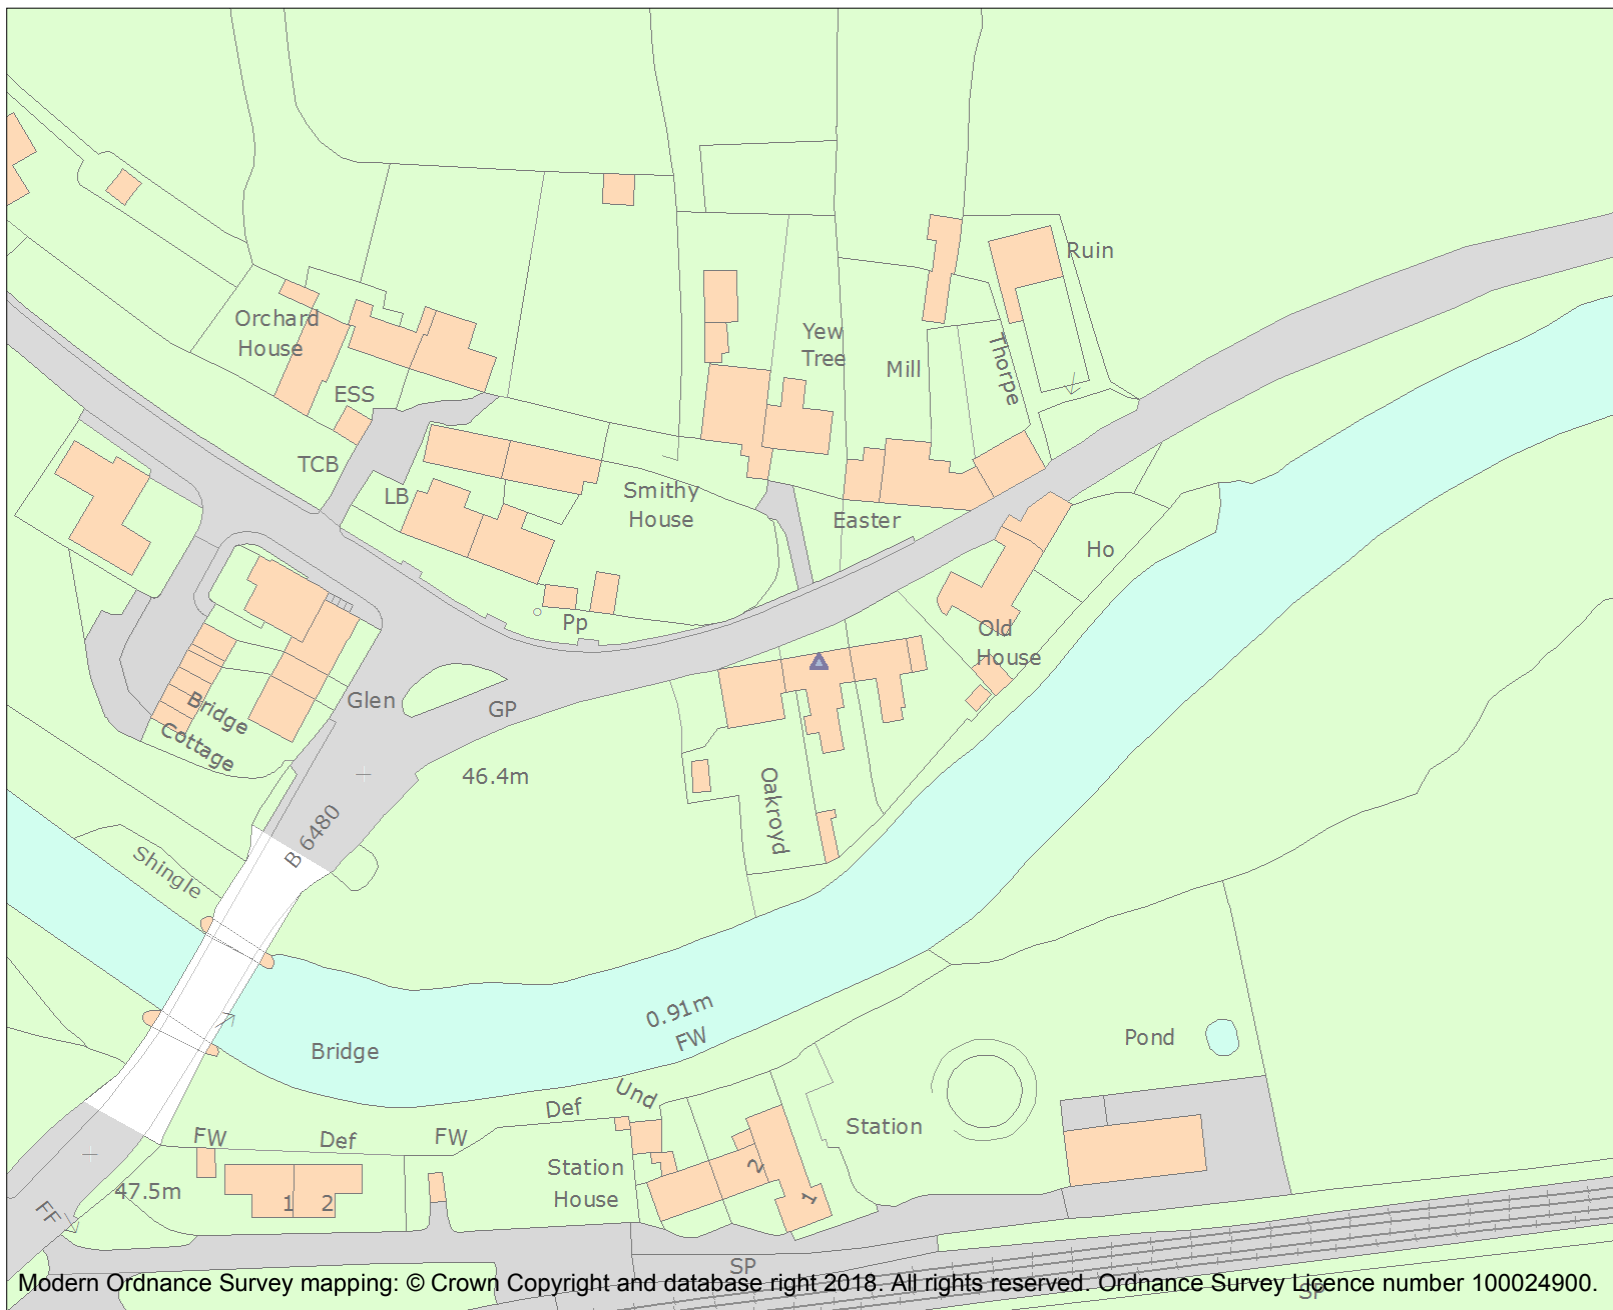 Ruin
Orchard
House
Yew
Tree
Mill
Thorpe
ESS
TCB
LB
Smithy
House
Easter
Ho
Pp
Old
House
Glen
GP
Bridge
Cottage
46.4m
Oakroyd
B 6480
Shingle
0.91m
FW
Bridge
Pond
Und
Def
Station
FW
Def
FW
Station
House
2
1
47.5m
1
2
FF
SP
SP
Modern Ordnance Survey mapping: © Crown Copyright and database right 2018. All rights reserved. Ordnance Survey Licence number 100024900.